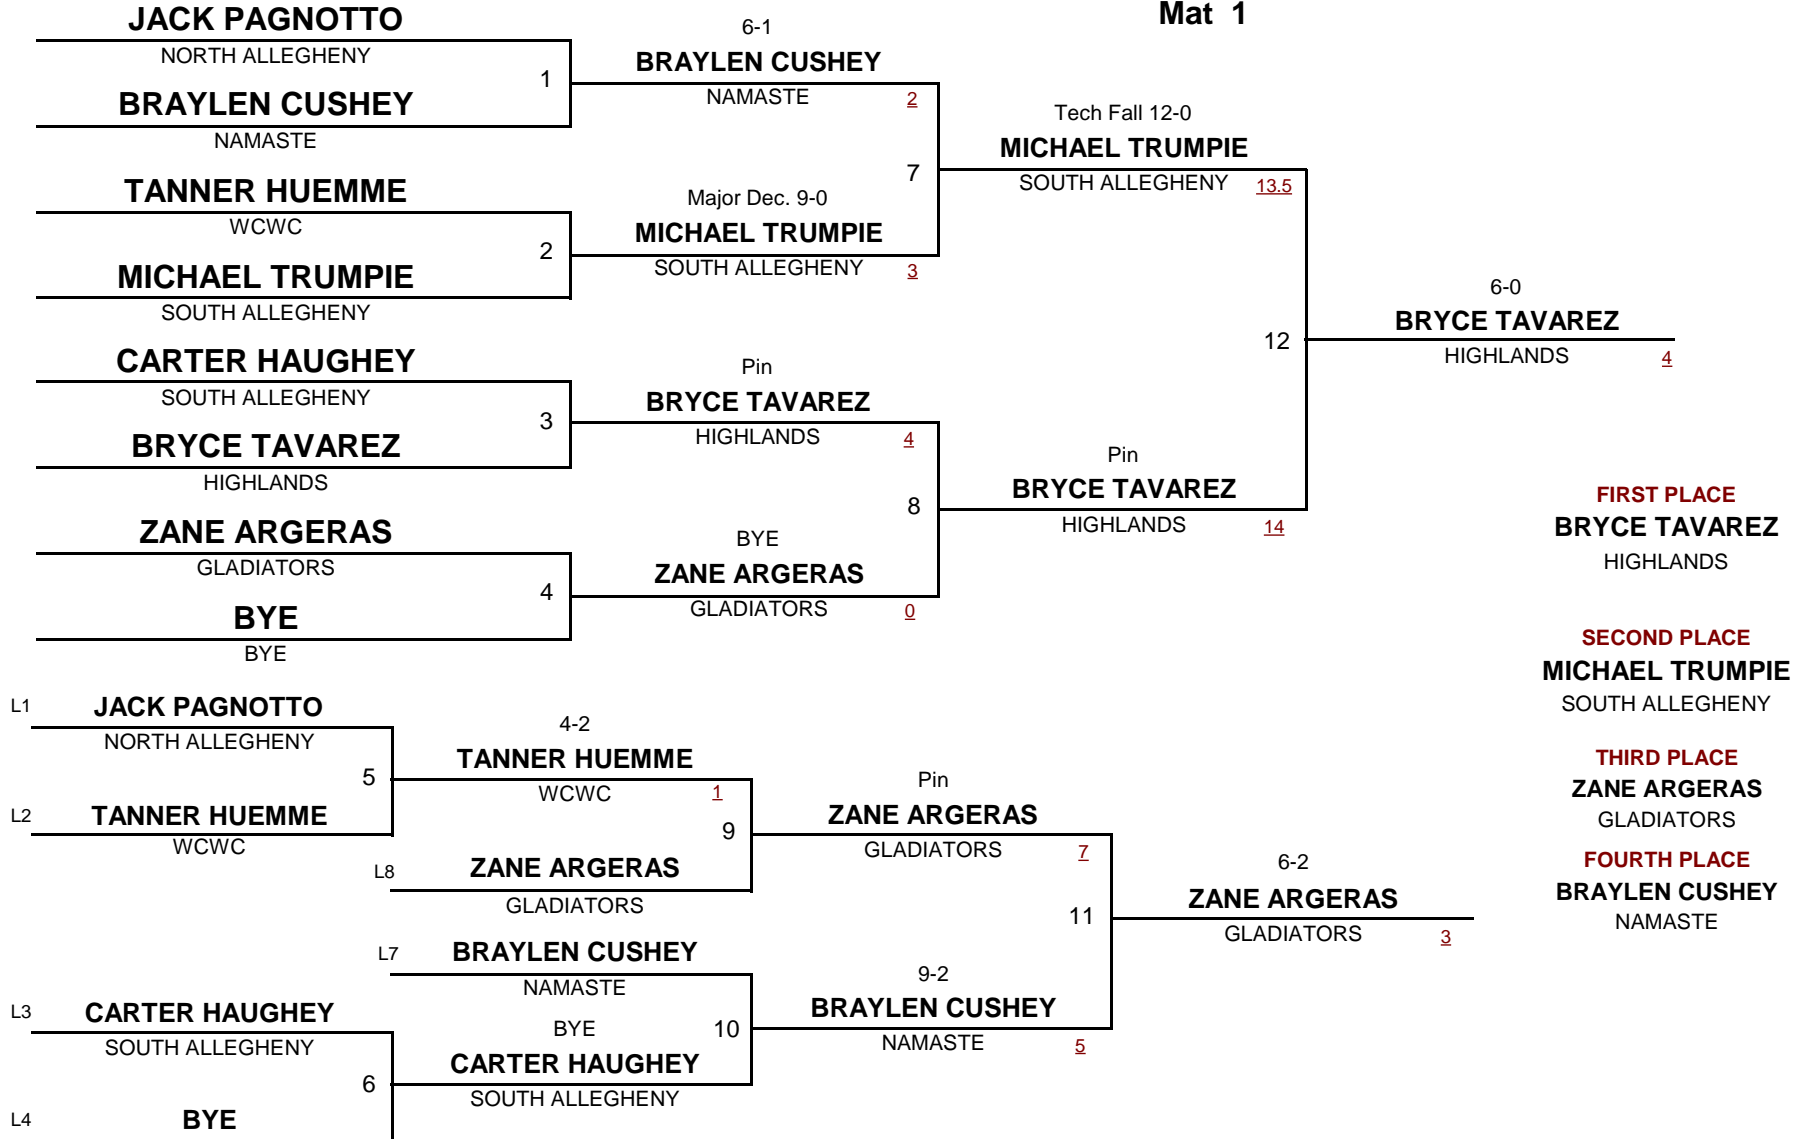 Mat 1
JACK PAGNOTTO
NORTH ALLEGHENY
1
BRAYLEN CUSHEY
NAMASTE
6-1
BRAYLEN CUSHEY
NAMASTE
2
TANNER HUEMME
WCWC
2
MICHAEL TRUMPIE
SOUTH ALLEGHENY
Major Dec. 9-0
MICHAEL TRUMPIE
SOUTH ALLEGHENY
3
7
Tech Fall 12-0
MICHAEL TRUMPIE
SOUTH ALLEGHENY
13.5
CARTER HAUGHEY
SOUTH ALLEGHENY
3
BRYCE TAVAREZ
HIGHLANDS
Pin
BRYCE TAVAREZ
HIGHLANDS
4
ZANE ARGERAS
GLADIATORS
4
BYE
BYE
BYE
ZANE ARGERAS
GLADIATORS
0
8
Pin
BRYCE TAVAREZ
HIGHLANDS
14
12
6-0
BRYCE TAVAREZ
HIGHLANDS
4
FIRST PLACE
BRYCE TAVAREZ
HIGHLANDS
SECOND PLACE
MICHAEL TRUMPIE
SOUTH ALLEGHENY
THIRD PLACE
ZANE ARGERAS
GLADIATORS
FOURTH PLACE
BRAYLEN CUSHEY
NAMASTE
L1
JACK PAGNOTTO
NORTH ALLEGHENY
5
L2
TANNER HUEMME
WCWC
4-2
TANNER HUEMME
WCWC
1
9
L8
ZANE ARGERAS
GLADIATORS
Pin
ZANE ARGERAS
GLADIATORS
7
L7
BRAYLEN CUSHEY
NAMASTE
L3
CARTER HAUGHEY
SOUTH ALLEGHENY
6
L4
BYE
BYE
10
CARTER HAUGHEY
SOUTH ALLEGHENY
9-2
BRAYLEN CUSHEY
NAMASTE
5
11
6-2
ZANE ARGERAS
GLADIATORS
3